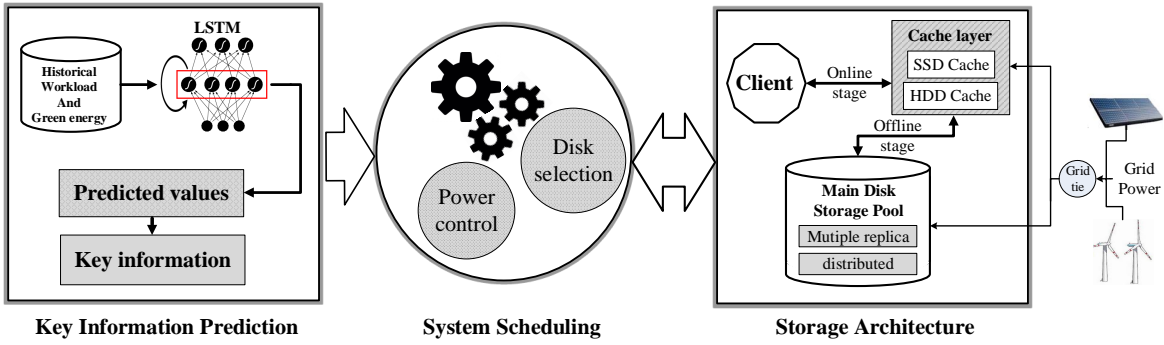 LSTM
Historical
Workload
And
Green energy
Predicted values
Key information
Key Information Prediction
Power
control
Disk
selection
System Scheduling
Client
Online
stage
Cache layer
SSD Cache
HDD Cache
Offline
stage
Main Disk
Storage Pool
Mutiple replica
distributed
Storage Architecture
Grid
tie
Grid
Power